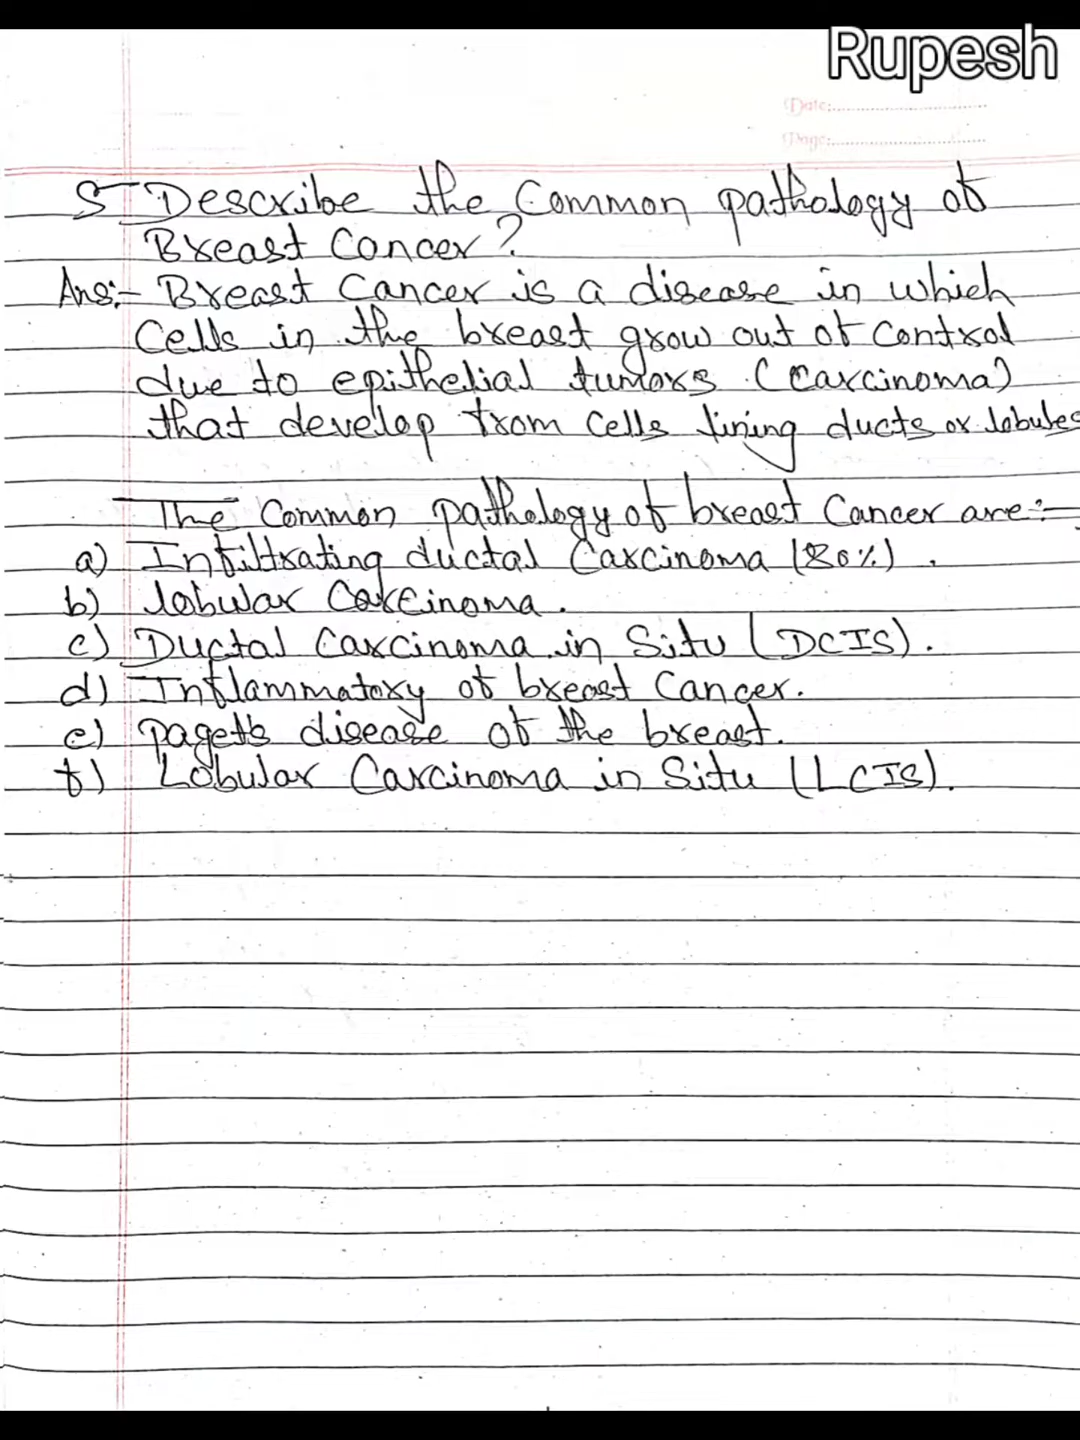 Rupesh
Date:
Page:
5 Describe the Common pathology of
Breast Cancer?
Ans:- Breast Cancer is a disease in which
Cells in the breast grow out of control
due to epithelial tumors (Carcinoma)
that develop from cells lining ducts or lobules
The Common pathology of breast Cancer are:-
a) Infiltrating ductal Carcinoma (80%).
b) lobular Carcinoma.
c) Ductal Carcinoma in Situ (DCIS).
d) Inflammatory of breast Cancer.
e) paget's disease of the breast.
f) Lobular Carcinoma in Situ (LCIS).